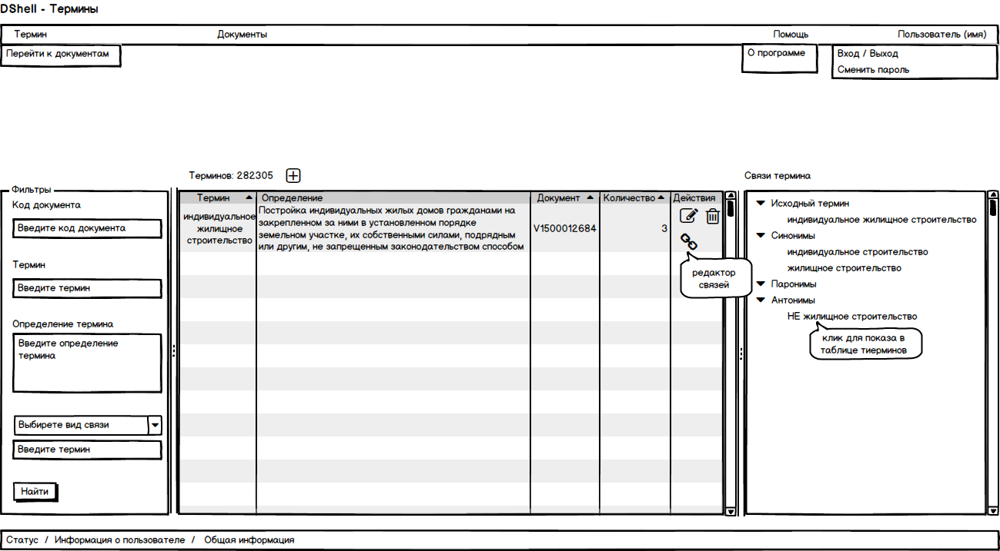 DShell - Термины
Термин Документы Помощь Пользователь (имя)
Перейти к документам
О программе
Вход / Выход
Сменить пароль
Терминов: 282305
Связи термина
Фильтры
Код документа
Введите код документа
Термин
Введите термин
Определение термина
Введите определение
термина
Выбирете вид связи
Введите термин
Найти
Термин Определение Документ Количество Действия
индивидуальное
жилищное
строительство
Постройка индивидуальных жилых домов гражданами на
закрепленном за ними в установленном порядке
земельном участке, их собственными силами, подрядным
или другим, не запрещенным законодательством способом
V1500012684
3
редактор
связей
Исходный термин
индивидуальное жилищное строительство
Синонимы
индивидуальное строительство
жилищное строительство
Паронимы
Антонимы
НЕ жилищное строительство
клик для показа в
таблице тиерминов
Статус / Информация о пользователе / Общая информация